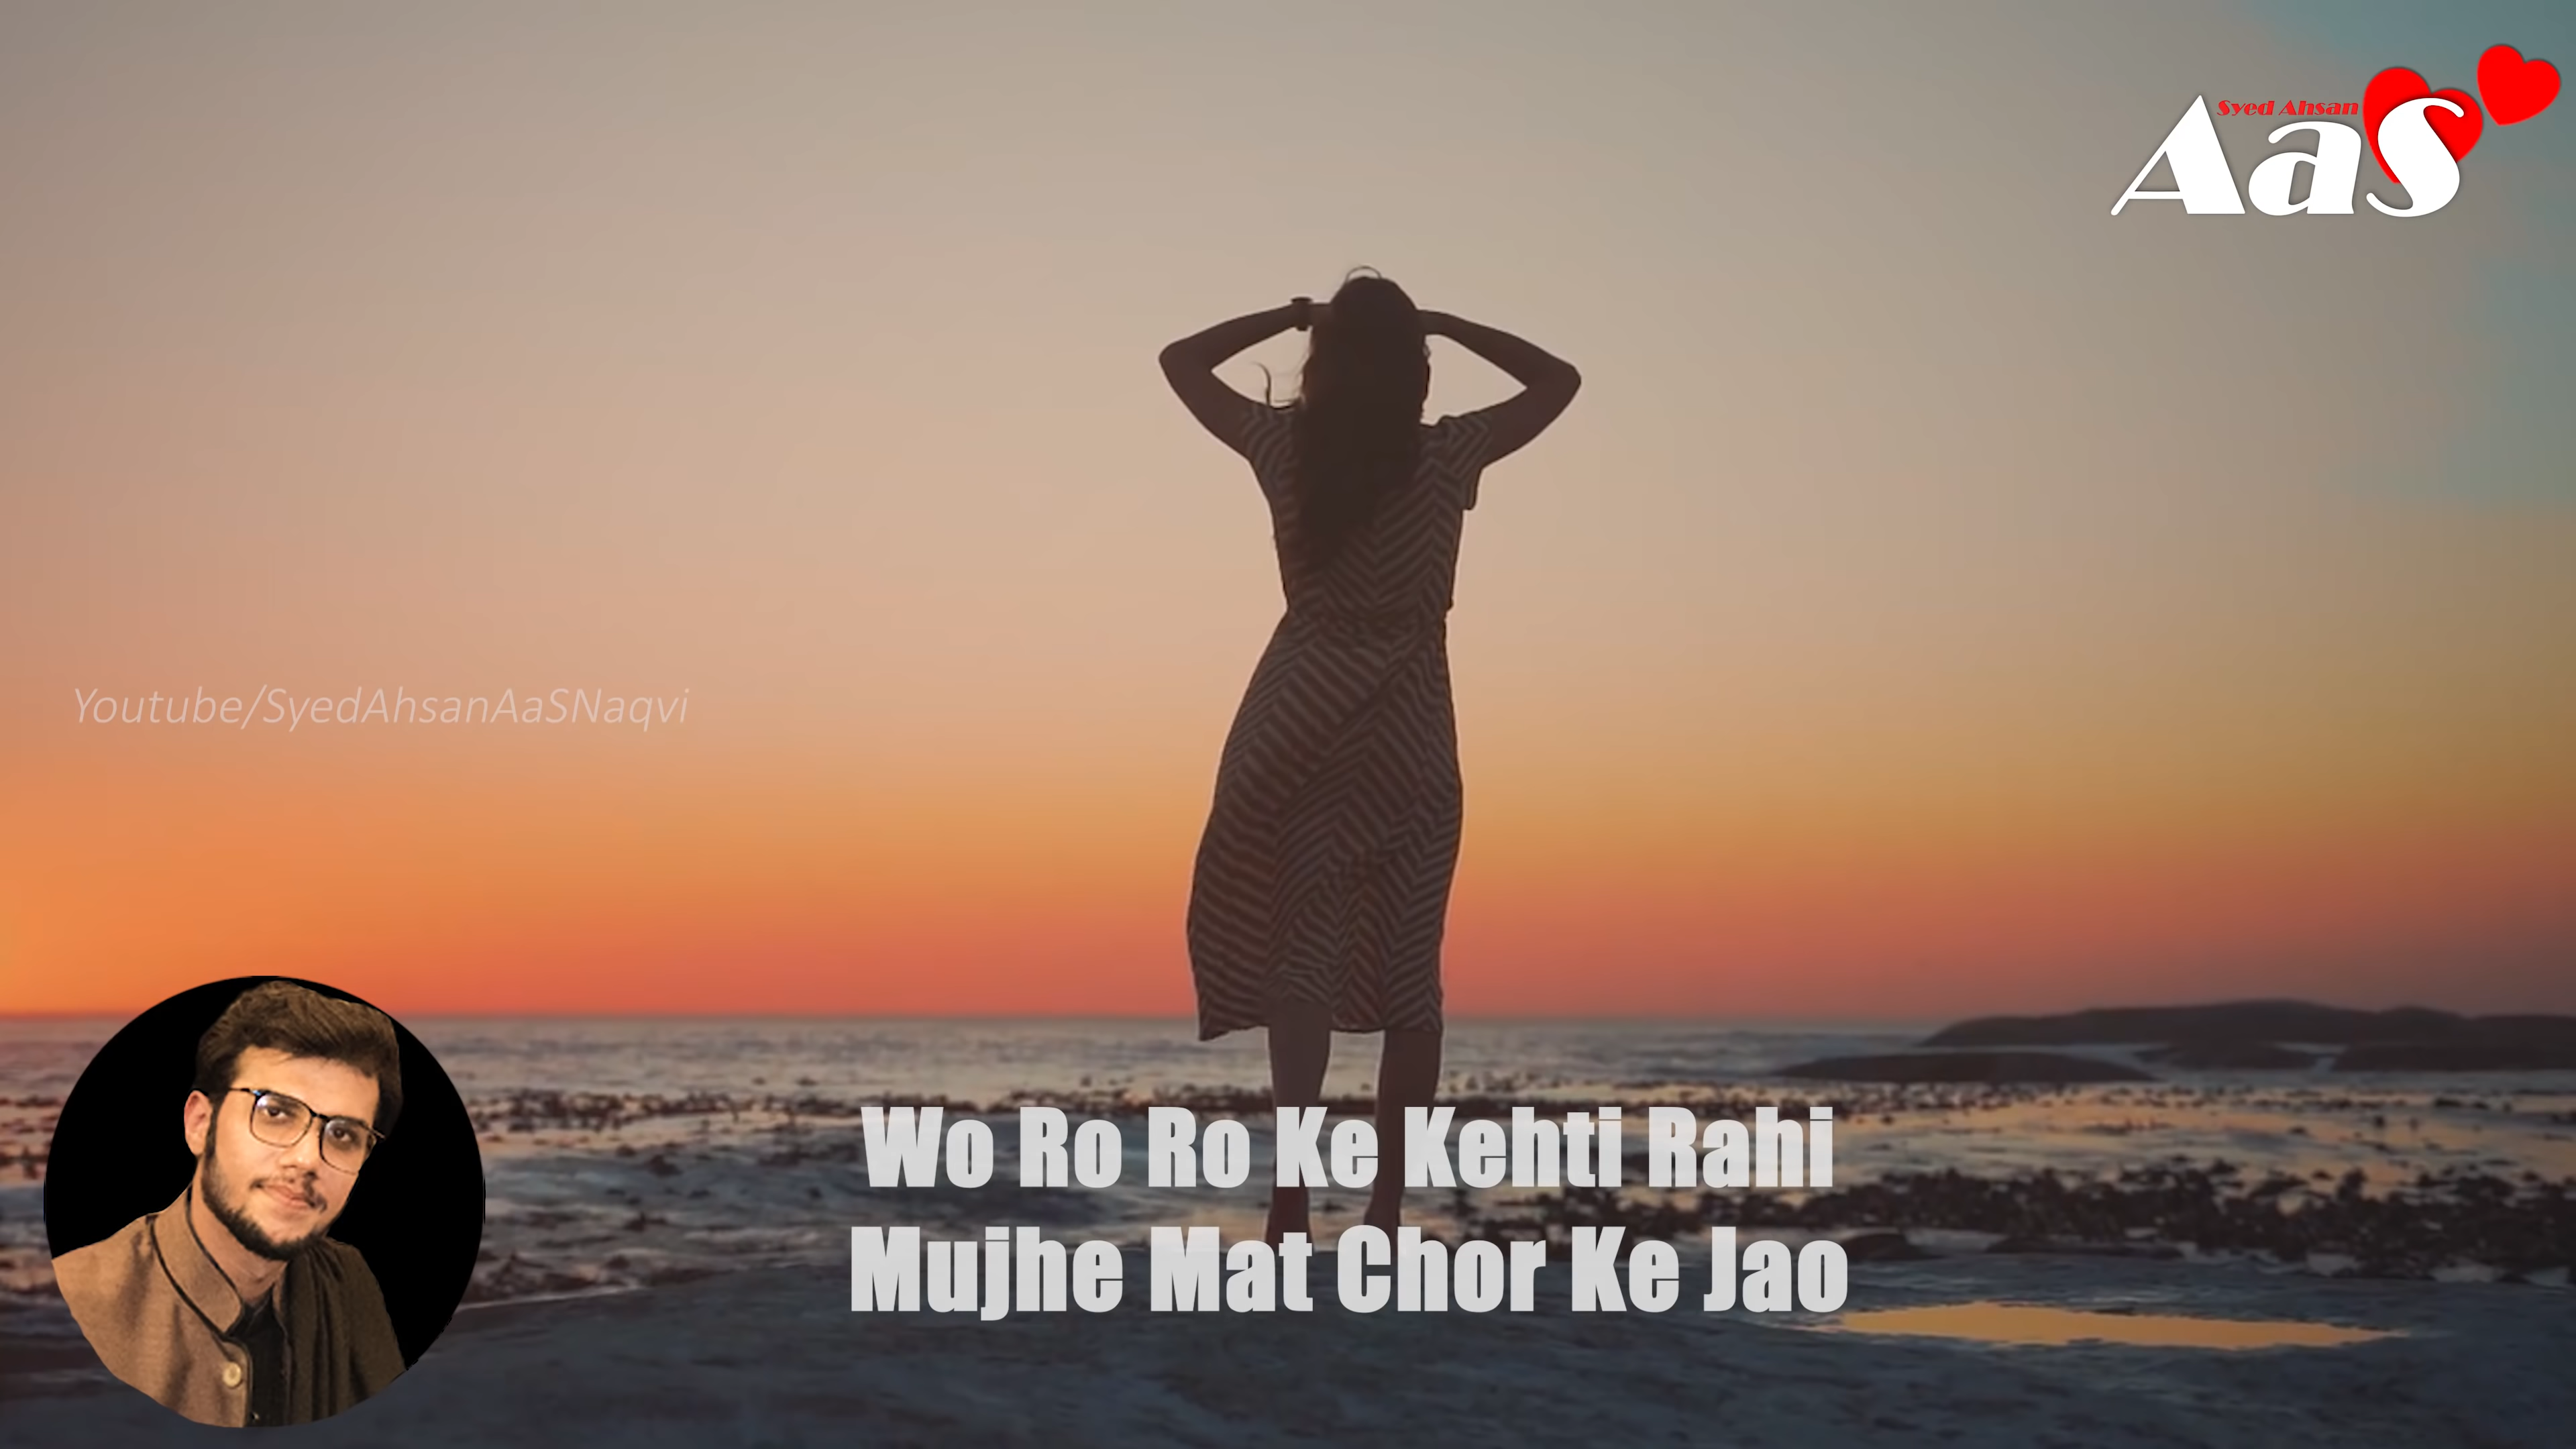 Syed Ahsan
AaS
Youtube/SyedAhsanAaSNaqvi
Wo Ro Ro Ke Kehti Rahi
Mujhe Mat Chor Ke Jao